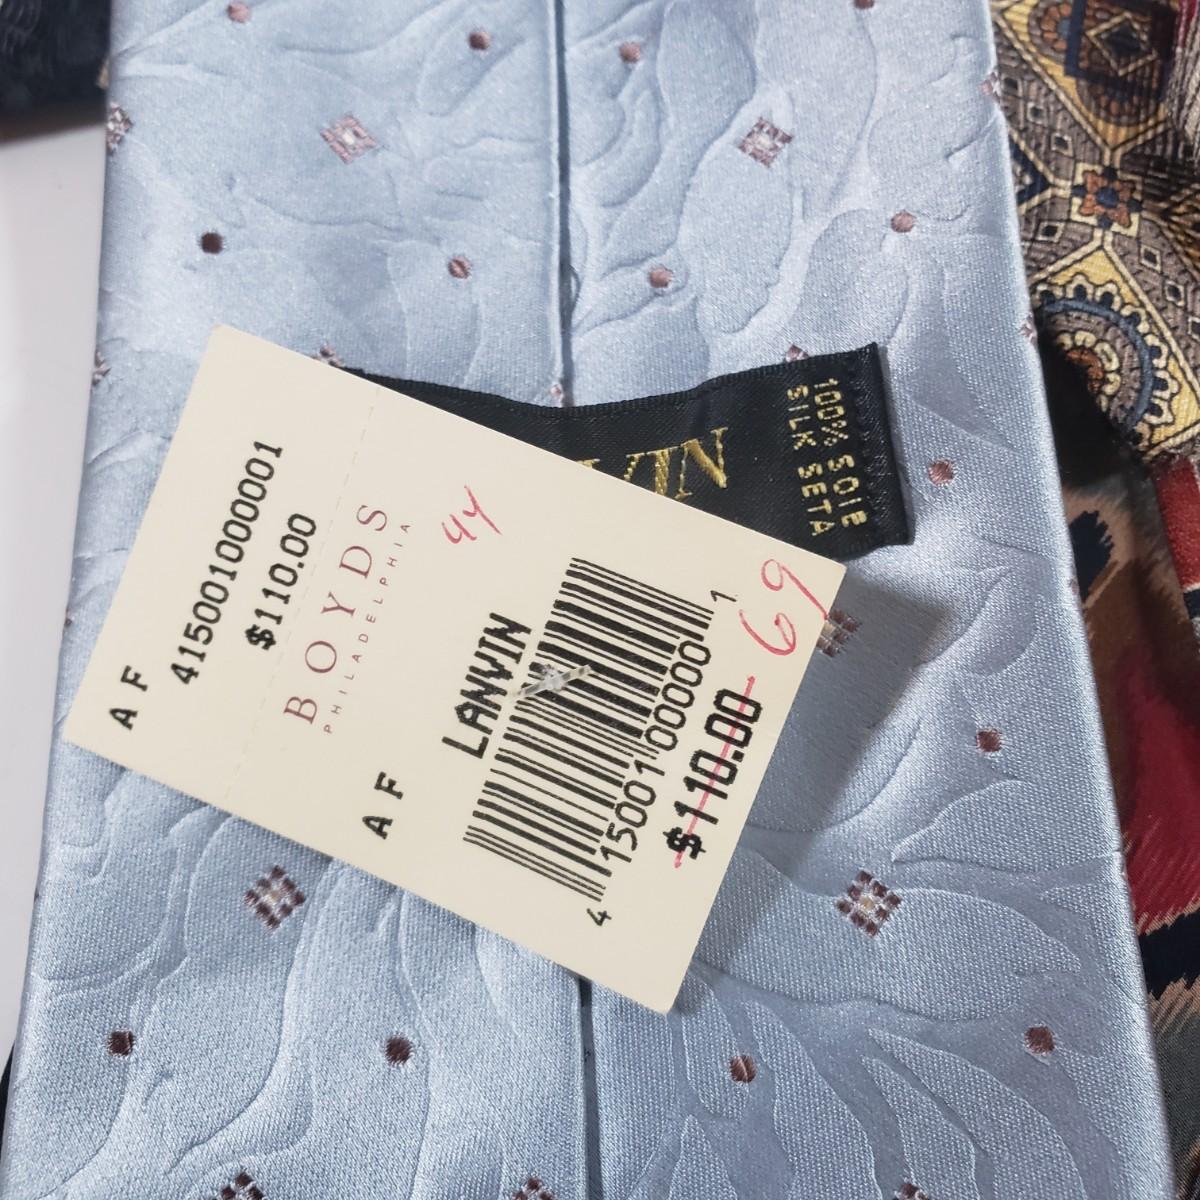 100% SOIE
SILK SETA
A F
415001000001
$110.00
BOYDS
PHILADELPHIA
44
A F
LANVIN
4 15001 00000 1
$110.00
69